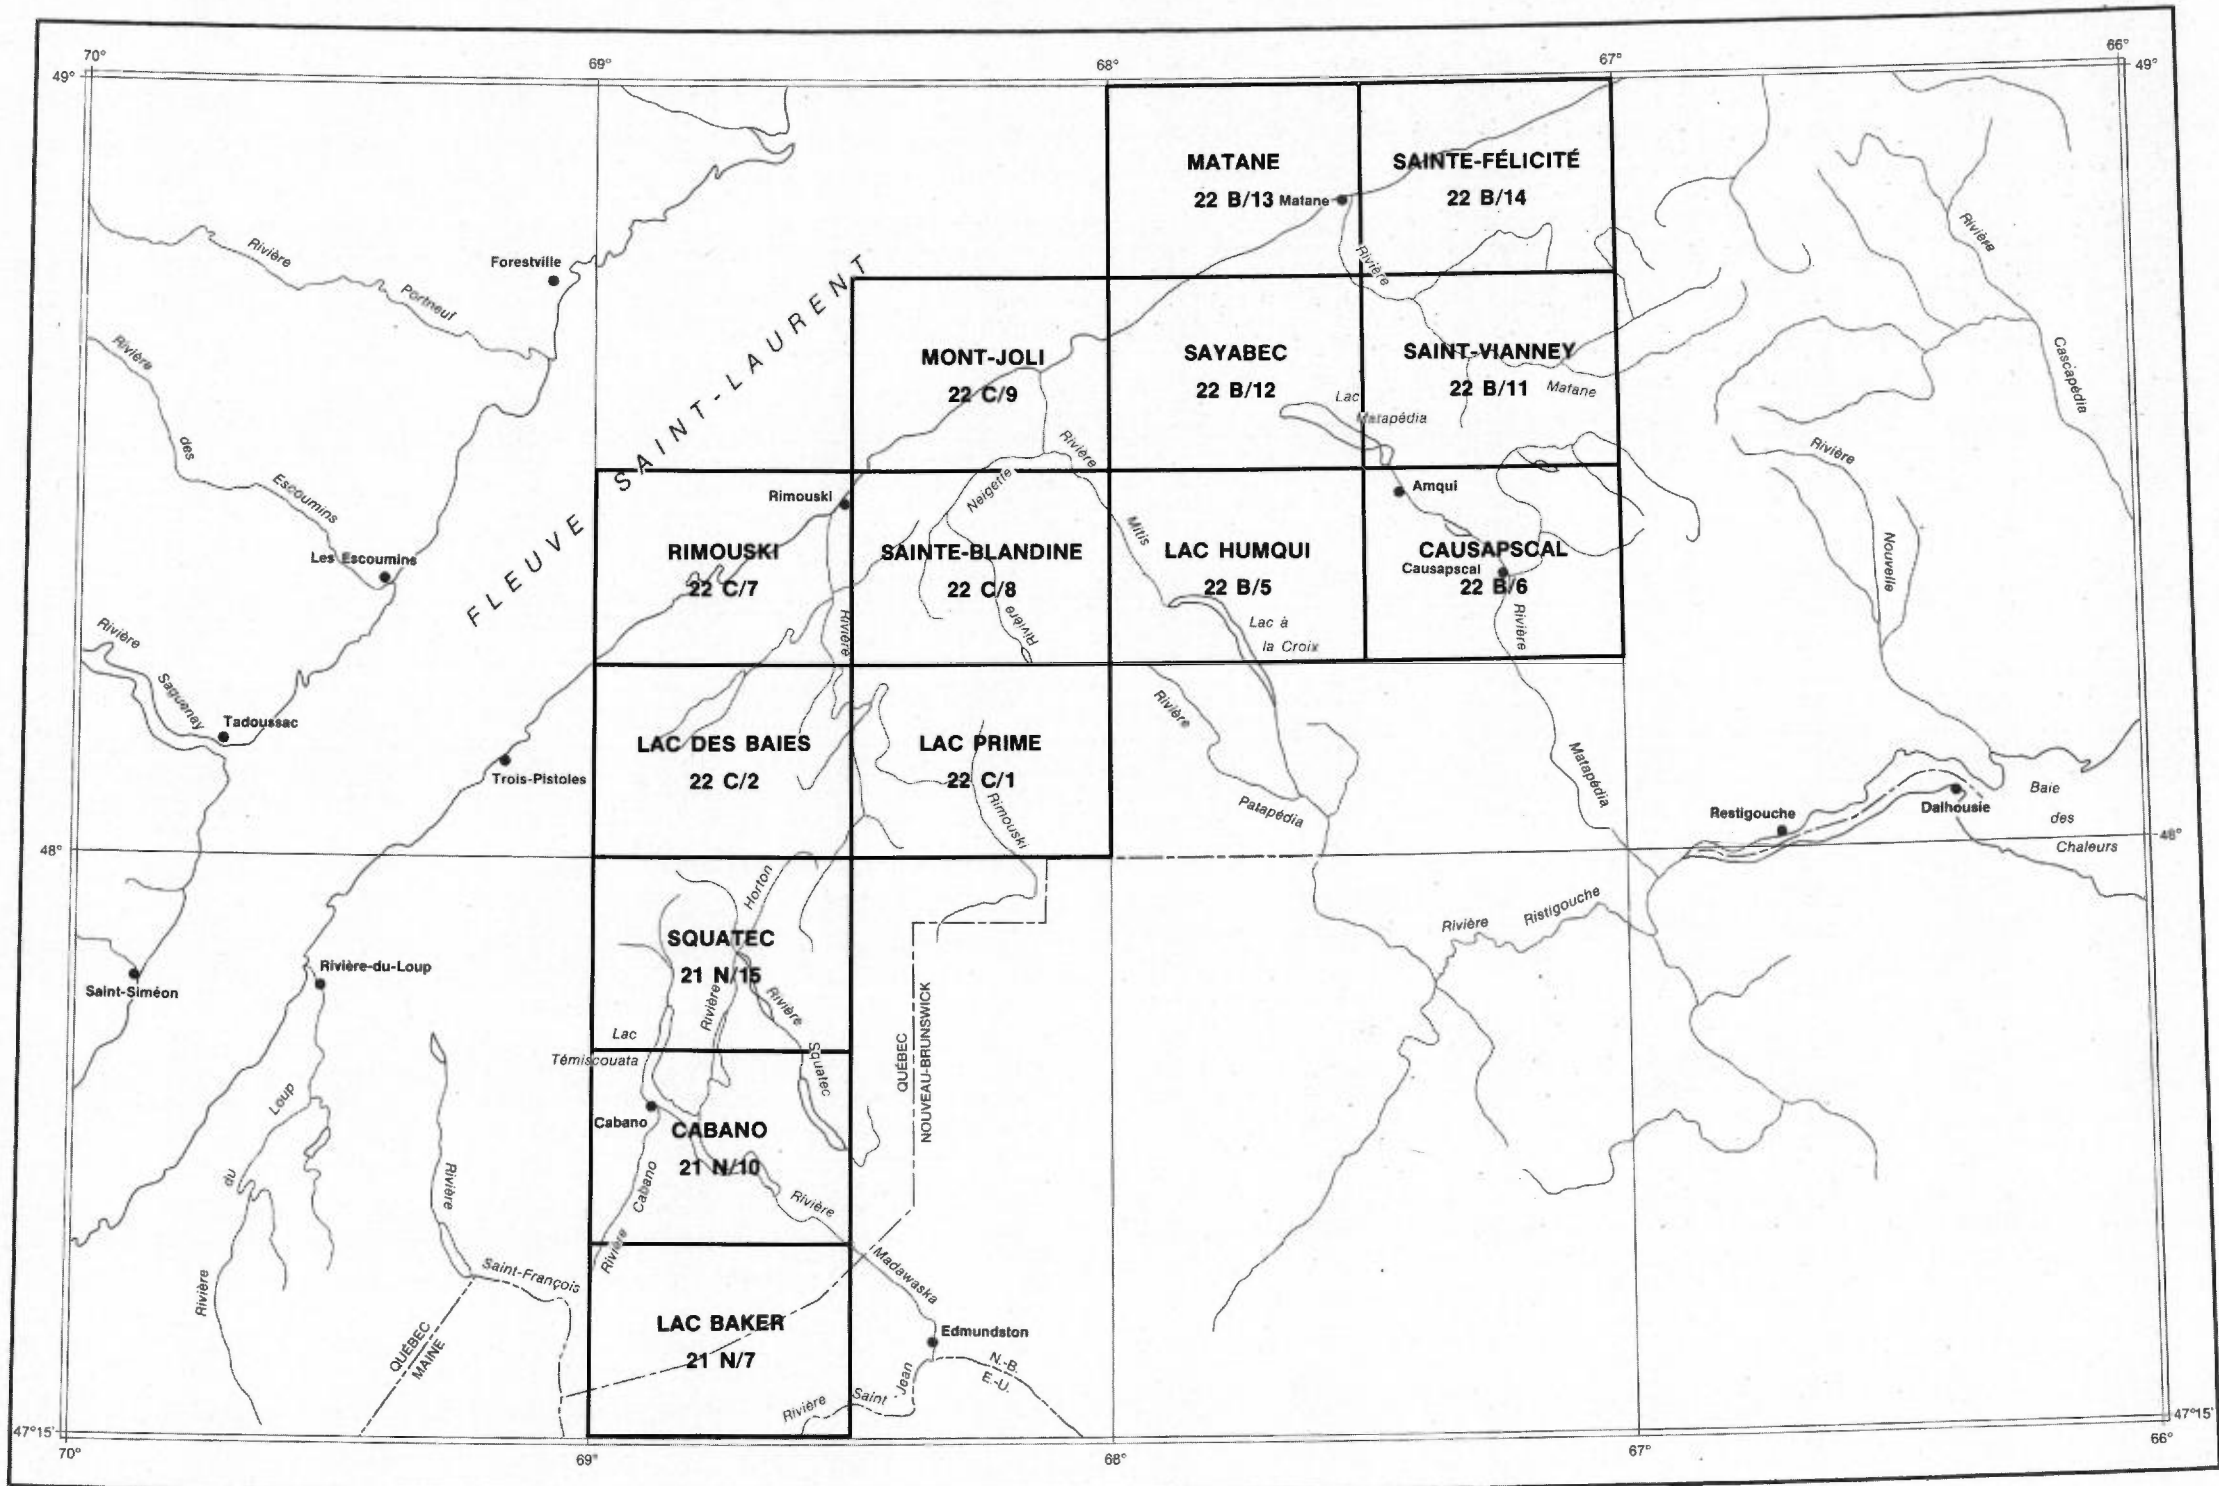 70°
69°
68°
67°
66°
49°
49°
MATANE
22 B/13
Matane
SAINTE-FÉLICITÉ
22 B/14
Rivière
Portneuf
Forestville
Rivière
Rivière
Cascapédia
FLEUVE SAINT-LAURENT
MONT-JOLI
22 C/9
SAYABEC
22 B/12
SAINT-VIANNEY
22 B/11
Matane
Lac
Matapédia
Rivière
des
Escoumins
Les Escoumins
Rivière
Mitis
Neigette
Rivière
Rivière
Nouvelle
Rimouski
RIMOUSKI
22 C/7
SAINTE-BLANDINE
22 C/8
LAC HUMQUI
22 B/5
Amqui
CAUSAPSCAL
Causapscal
22 B/6
Lac à
la Croix
Rivière
Matapédia
Rivière
Rivière
Saguenay
Tadoussac
Trois-Pistoles
LAC DES BAIES
22 C/2
LAC PRIME
22 C/1
Rimouski
Rivière
Patapédia
Restigouche
Dalhousie
Baie
des
Chaleurs
48°
48°
Horton
SQUATEC
21 N/15
Rivière
Rivière
Squatec
Rivière
Ristigouche
Saint-Siméon
Rivière-du-Loup
Lac
Témiscouata
QUÉBEC
NOUVEAU-BRUNSWICK
Loup
du
Rivière
Cabano
CABANO
21 N/10
Rivière
Cabano
Rivière
Madawaska
Rivière
Saint-François
QUÉBEC
MAINE
LAC BAKER
21 N/7
Edmundston
N.-B.
E.-U.
Rivière
Saint-Jean
47°15'
47°15'
70°
69°
68°
67°
66°